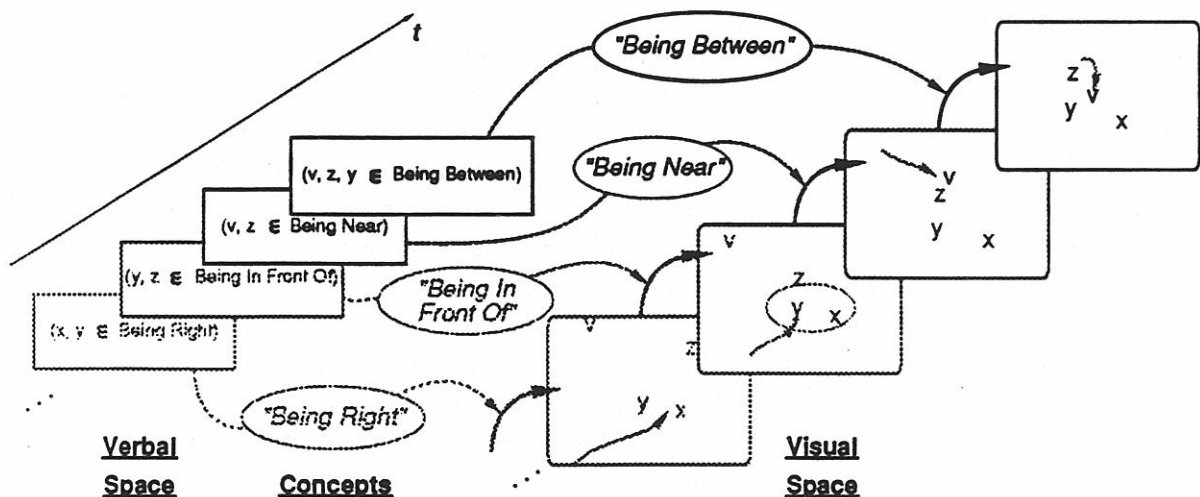 t
"Being Between"
z
y v
x
(v, z, y ∈ Being Between)
"Being Near"
v
z
y
x
(v, z ∈ Being Near)
v
(y, z ∈ Being In Front Of)
"Being In
Front Of"
z
y x
v
(x, y ∈ Being Right)
z
y x
"Being Right"
Verbal
Space
Concepts
Visual
Space